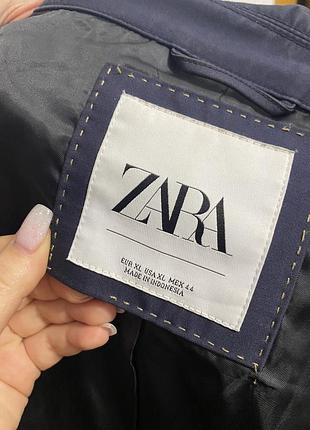 ZARA
EUR XL USA XL MEX 44
MADE IN INDONESIA